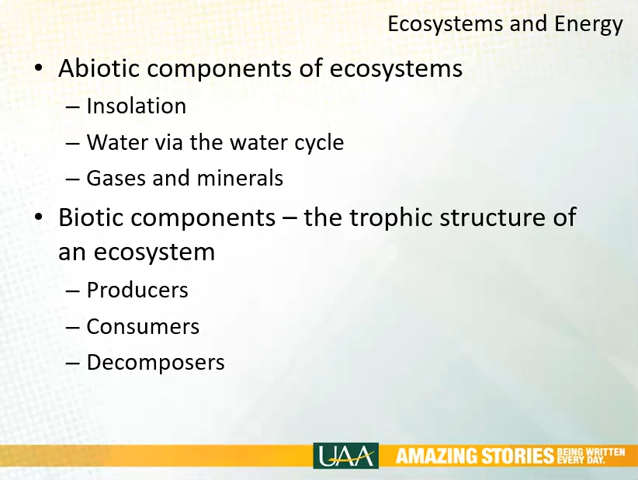 Ecosystems and Energy
• Abiotic components of ecosystems
– Insolation
– Water via the water cycle
– Gases and minerals
• Biotic components – the trophic structure of
an ecosystem
– Producers
– Consumers
– Decomposers
UAA AMAZING STORIES BEING WRITTEN
EVERY DAY.